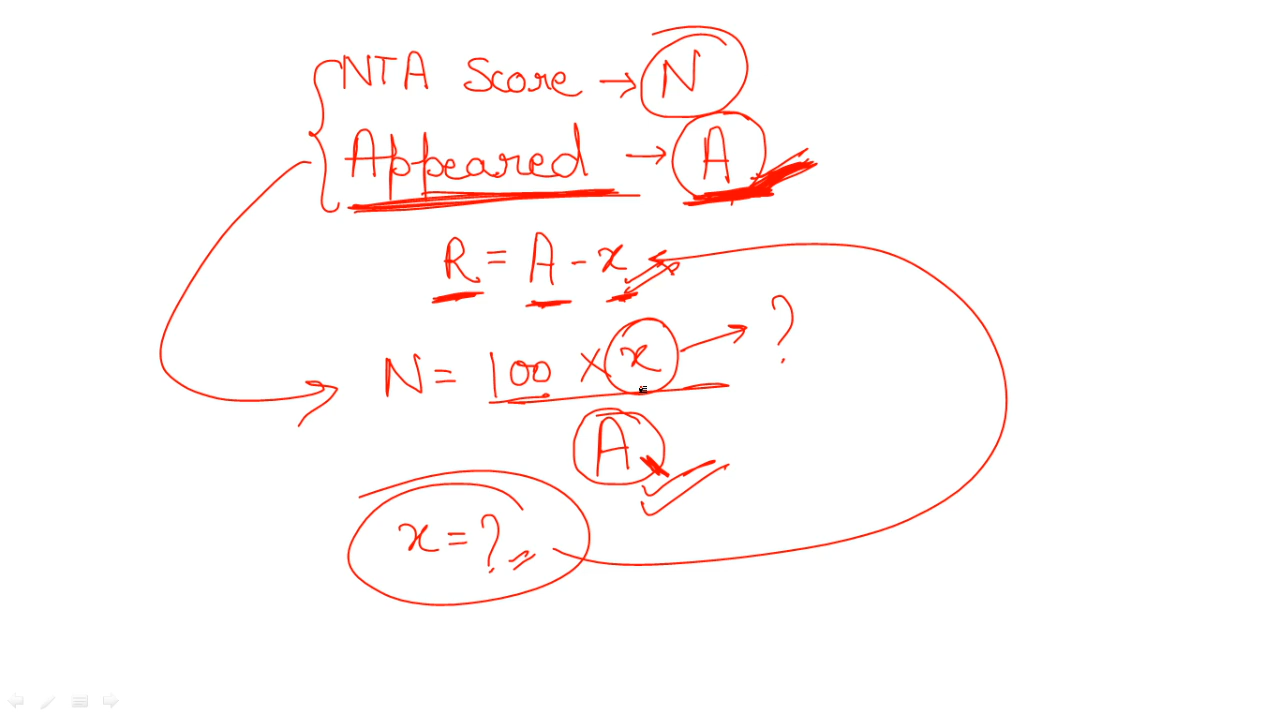 NTA Score → N
Appeared → A
R = A - x
N = 100 × x → ?
A
x = ?